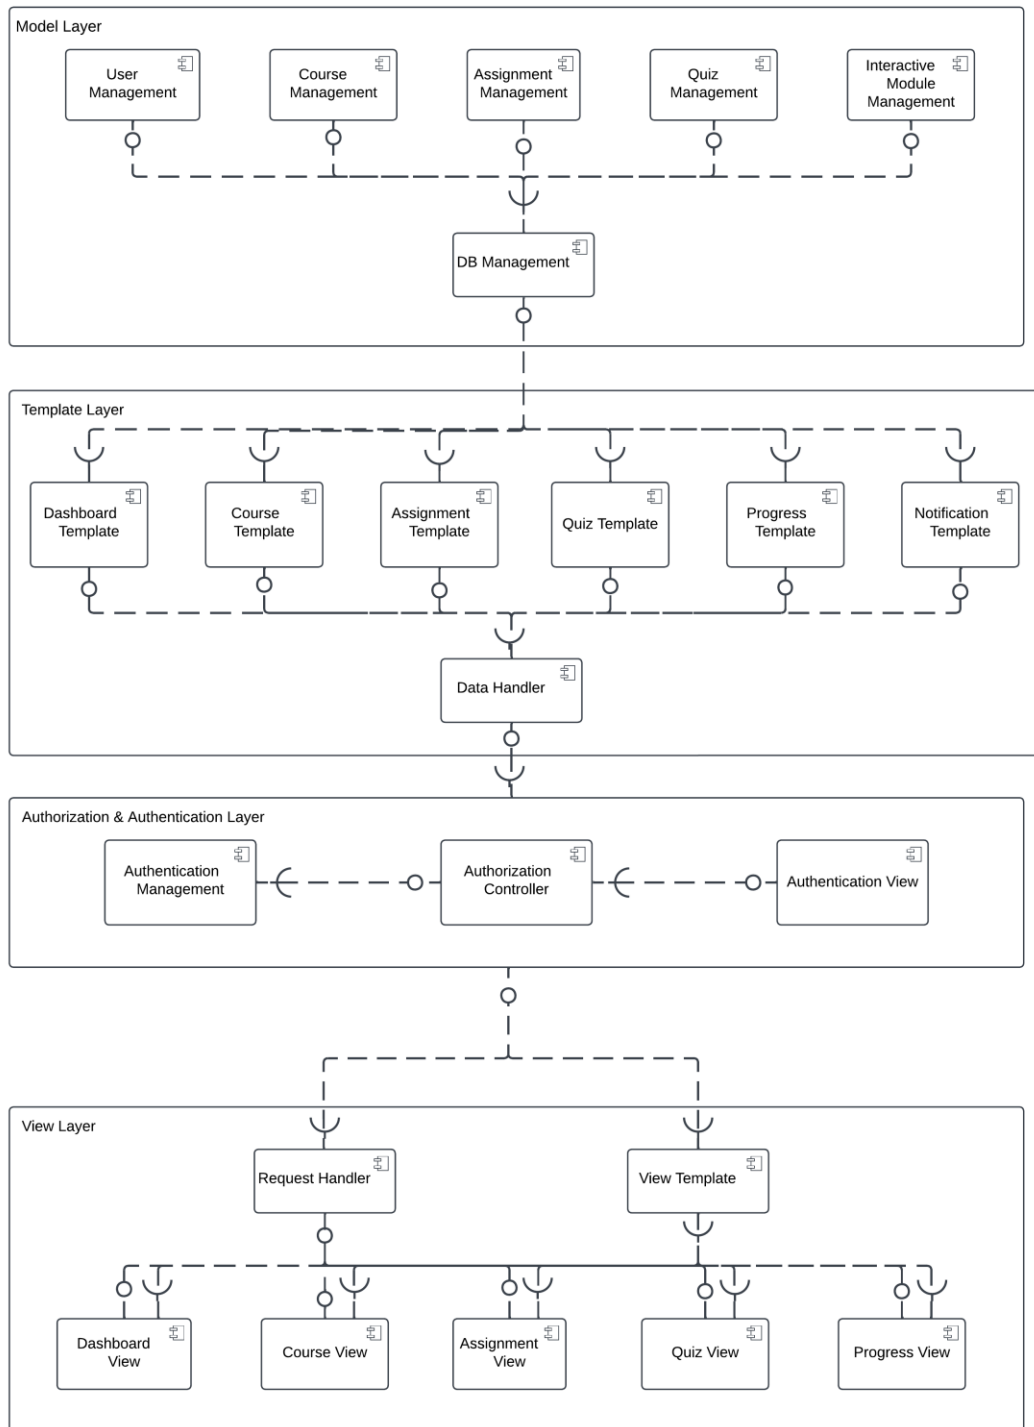 Model Layer
User
Management
Course
Management
Assignment
Management
Quiz
Management
Interactive
Module
Management
DB Management
Template Layer
Dashboard
Template
Course
Template
Assignment
Template
Quiz Template
Progress
Template
Notification
Template
Data Handler
Authorization & Authentication Layer
Authentication
Management
Authorization
Controller
Authentication View
View Layer
Request Handler
View Template
Dashboard
View
Course View
Assignment
View
Quiz View
Progress View